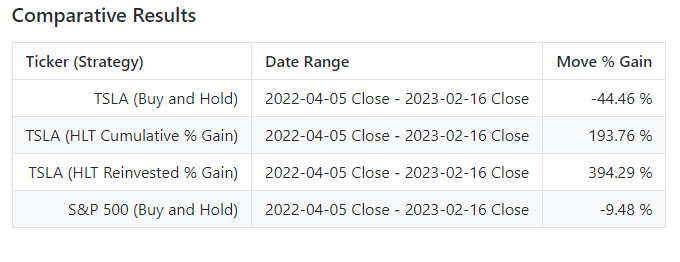 Comparative Results
Ticker (Strategy) Date Range Move % Gain
TSLA (Buy and Hold) 2022-04-05 Close - 2023-02-16 Close -44.46 %
TSLA (HLT Cumulative % Gain) 2022-04-05 Close - 2023-02-16 Close 193.76 %
TSLA (HLT Reinvested % Gain) 2022-04-05 Close - 2023-02-16 Close 394.29 %
S&P 500 (Buy and Hold) 2022-04-05 Close - 2023-02-16 Close -9.48 %